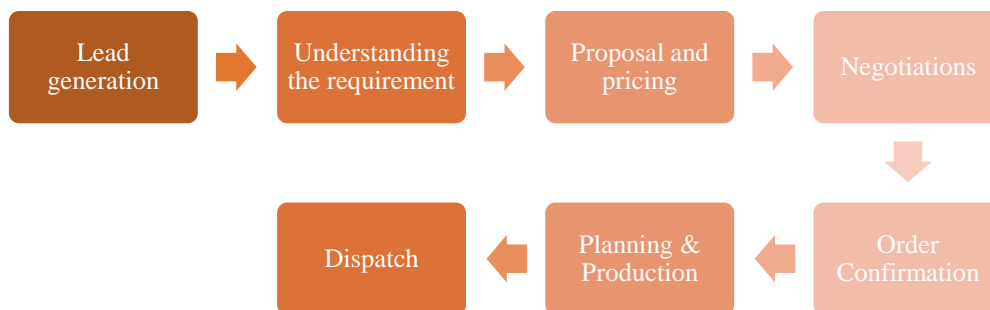 Lead
generation
Understanding
the requirement
Proposal and
pricing
Negotiations
Order
Confirmation
Planning &
Production
Dispatch